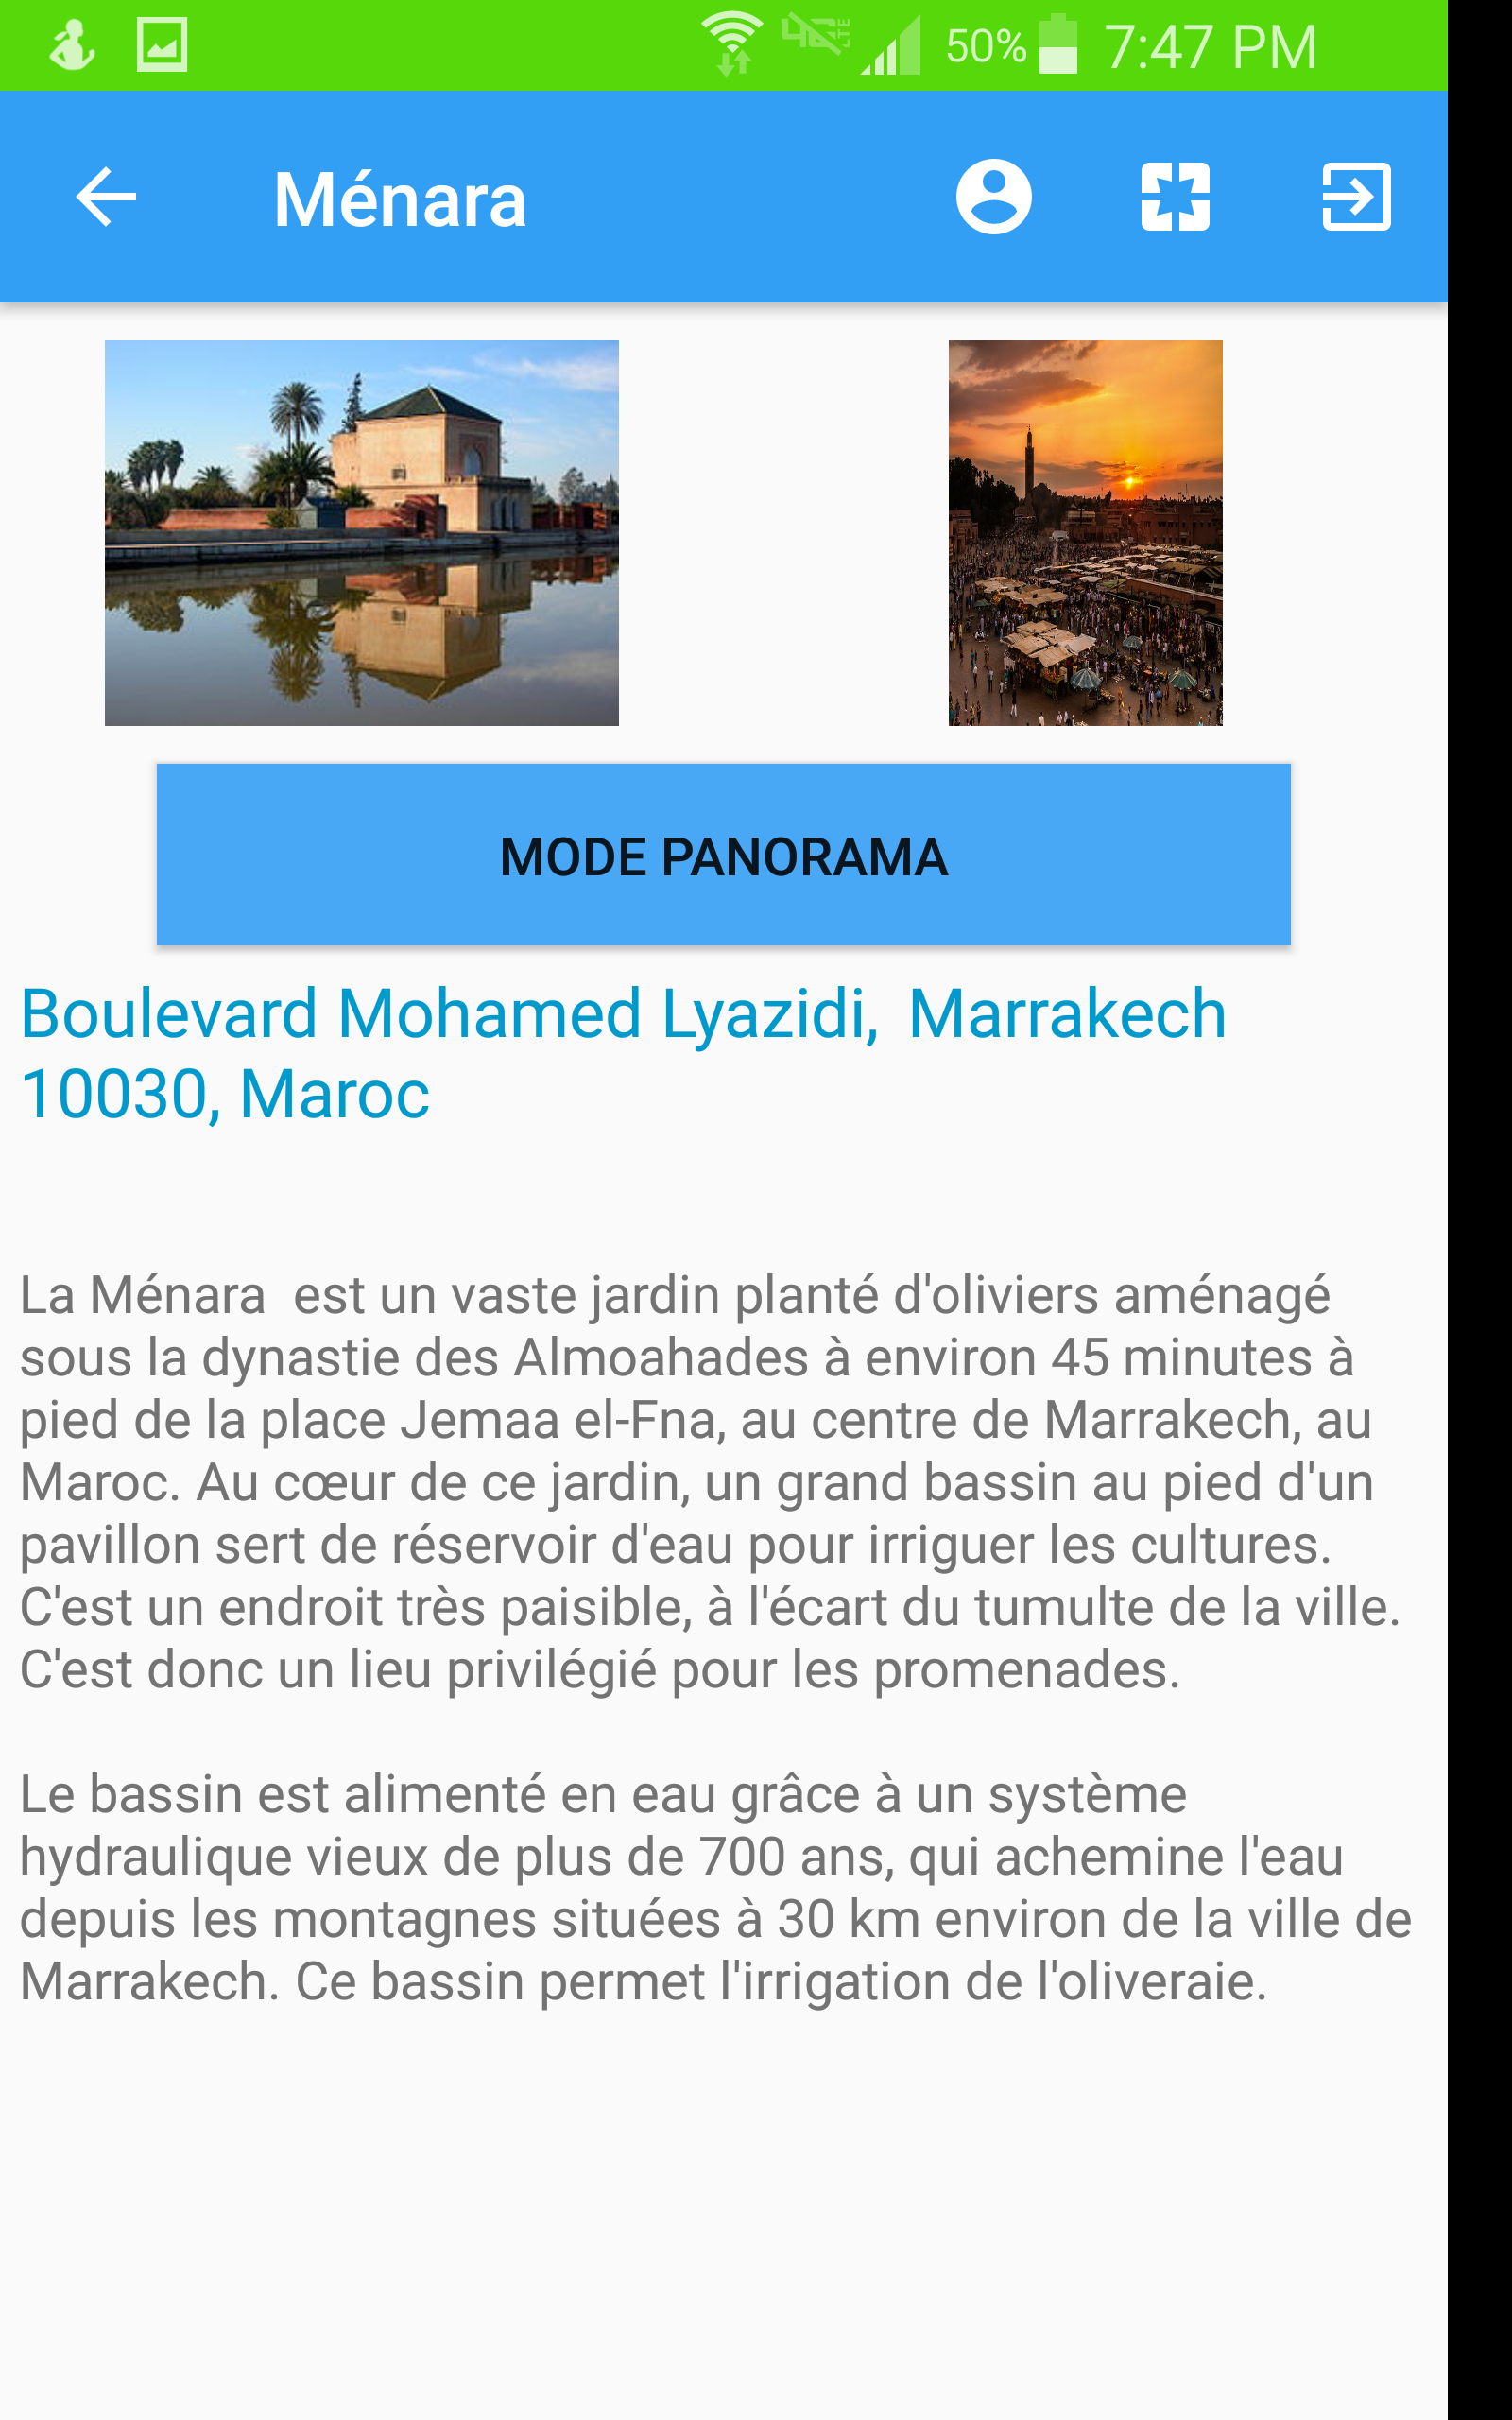 4G LTE 50% 7:47 PM
Ménara
MODE PANORAMA
Boulevard Mohamed Lyazidi,  Marrakech
10030, Maroc
La Ménara  est un vaste jardin planté d'oliviers aménagé
sous la dynastie des Almoahades à environ 45 minutes à
pied de la place Jemaa el-Fna, au centre de Marrakech, au
Maroc. Au cœur de ce jardin, un grand bassin au pied d'un
pavillon sert de réservoir d'eau pour irriguer les cultures.
C'est un endroit très paisible, à l'écart du tumulte de la ville.
C'est donc un lieu privilégié pour les promenades.
Le bassin est alimenté en eau grâce à un système
hydraulique vieux de plus de 700 ans, qui achemine l'eau
depuis les montagnes situées à 30 km environ de la ville de
Marrakech. Ce bassin permet l'irrigation de l'oliveraie.